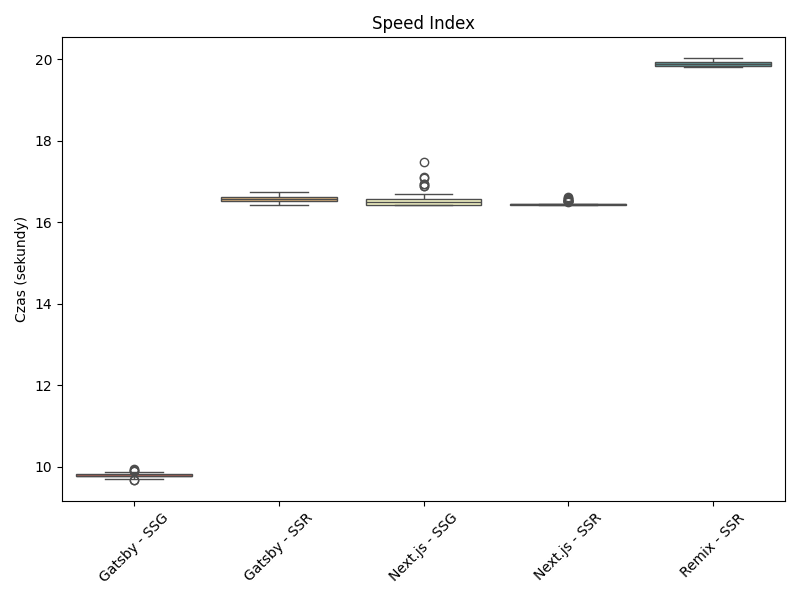 Speed Index
Czas (sekundy)
20
18
16
14
12
10
Gatsby - SSG
Gatsby - SSR
Next.js - SSG
Next.js - SSR
Remix - SSR